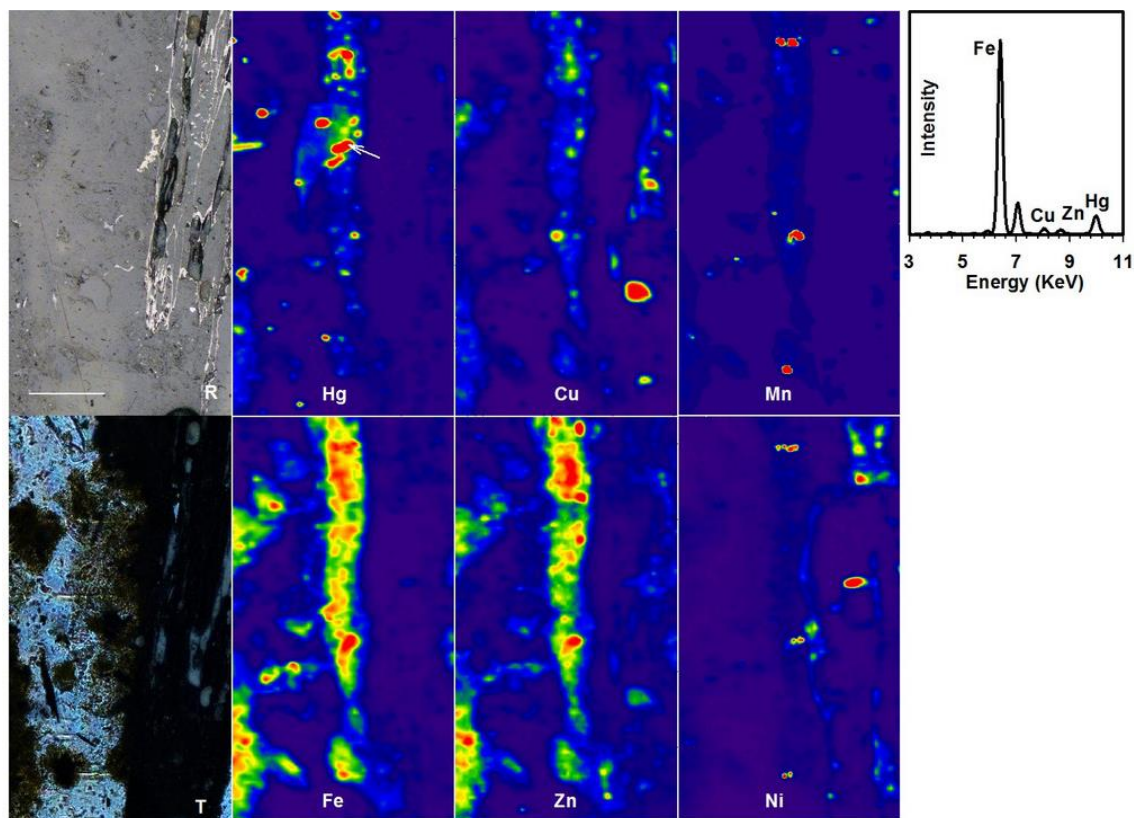 R
Hg
Cu
Mn
T
Fe
Zn
Ni
Fe
Cu
Zn
Hg
Intensity
3 5 7 9 11
Energy (KeV)